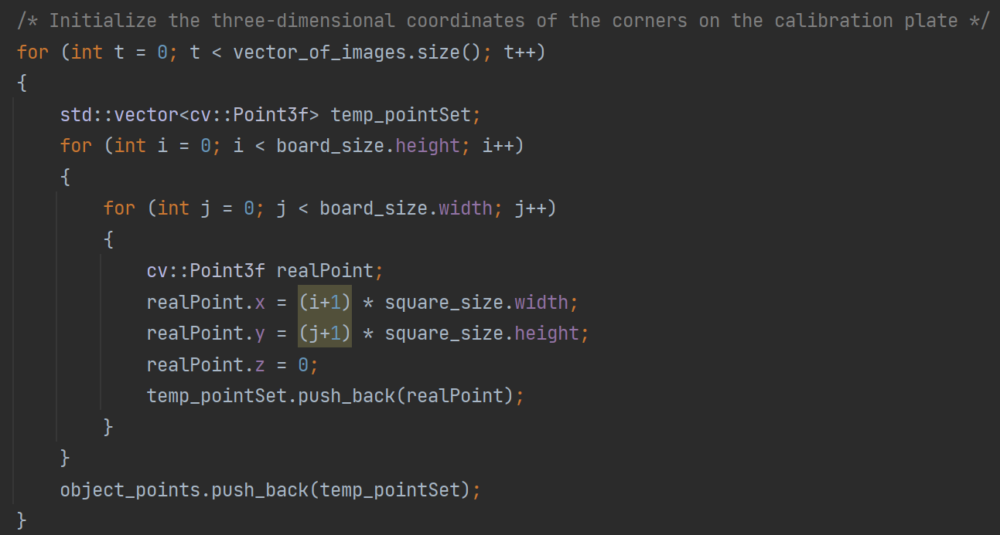 /* Initialize the three-dimensional coordinates of the corners on the calibration plate */
for (int t = 0; t < vector_of_images.size(); t++)
{
    std::vector<cv::Point3f> temp_pointSet;
    for (int i = 0; i < board_size.height; i++)
    {
        for (int j = 0; j < board_size.width; j++)
        {
            cv::Point3f realPoint;
            realPoint.x = (i+1) * square_size.width;
            realPoint.y = (j+1) * square_size.height;
            realPoint.z = 0;
            temp_pointSet.push_back(realPoint);
        }
    }
    object_points.push_back(temp_pointSet);
}